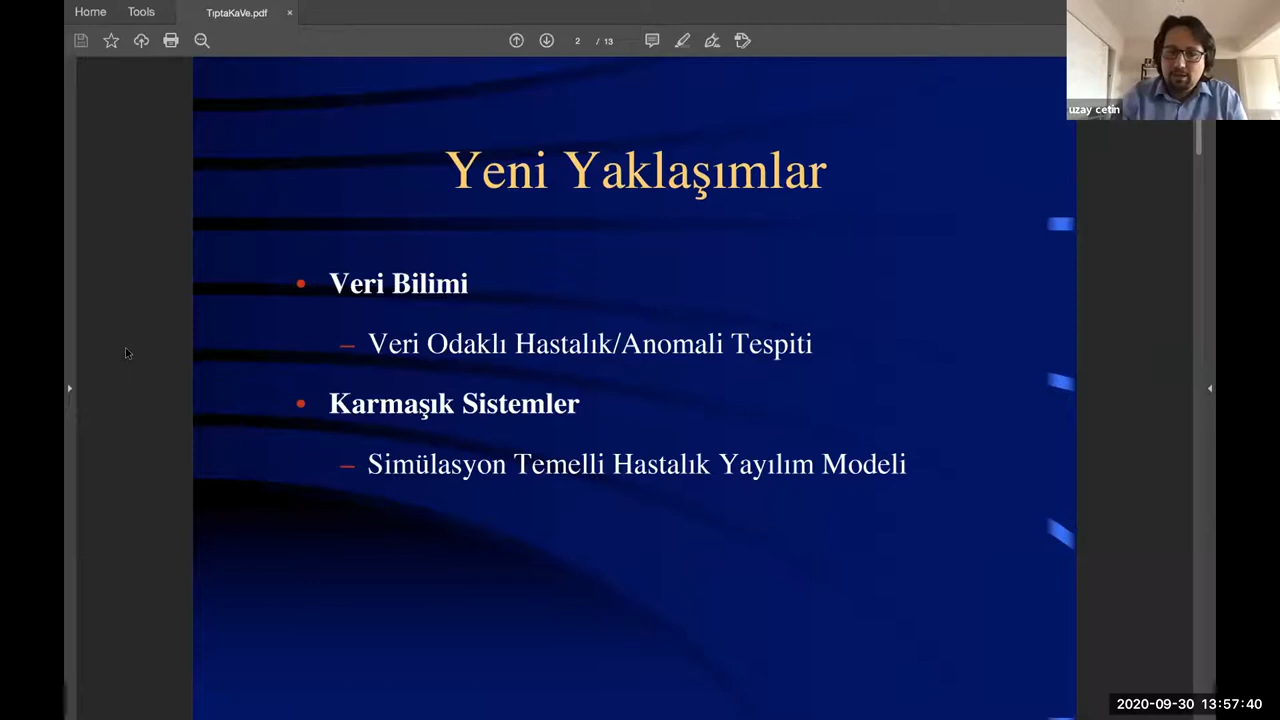 Home Tools TıptaKaVe.pdf ×
2 / 13
uzay cetin
Yeni Yaklaşımlar
• Veri Bilimi
– Veri Odaklı Hastalık/Anomali Tespiti
• Karmaşık Sistemler
– Simülasyon Temelli Hastalık Yayılım Modeli
2020-09-30 13:57:40